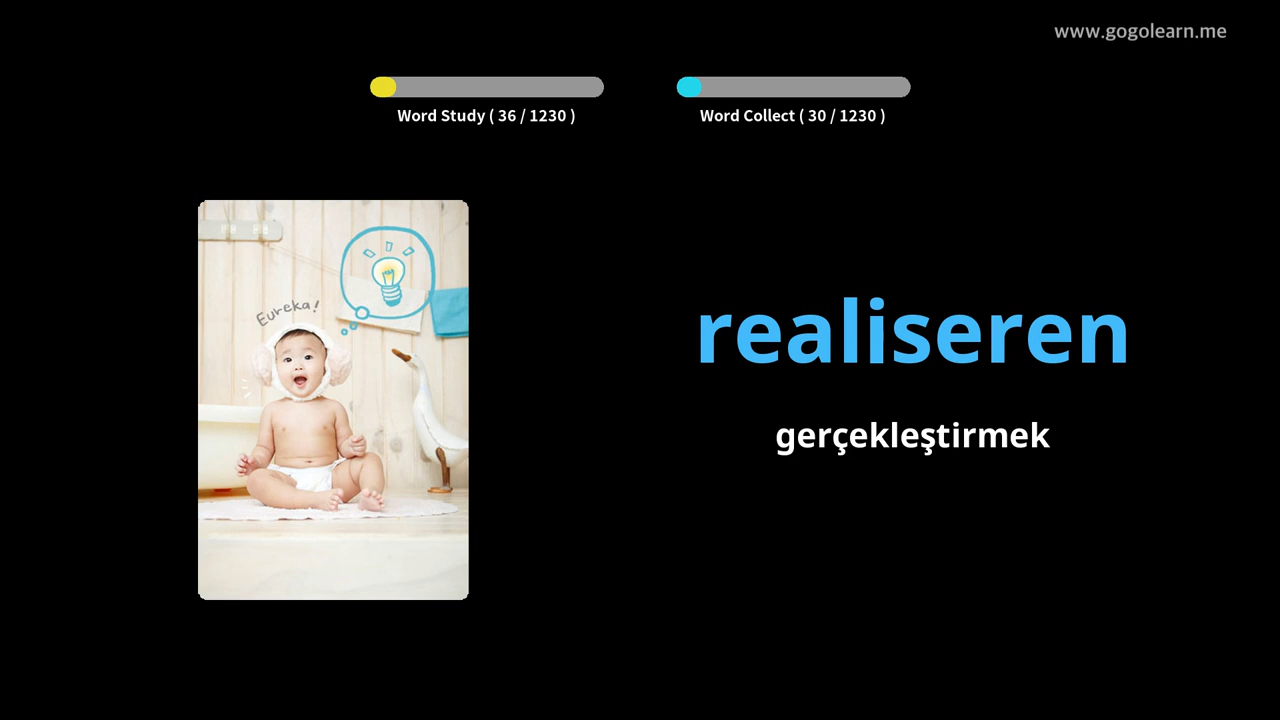 www.gogolearn.me
Word Study ( 36 / 1230 )
Word Collect ( 30 / 1230 )
Eureka!
realiseren
gerçekleştirmek